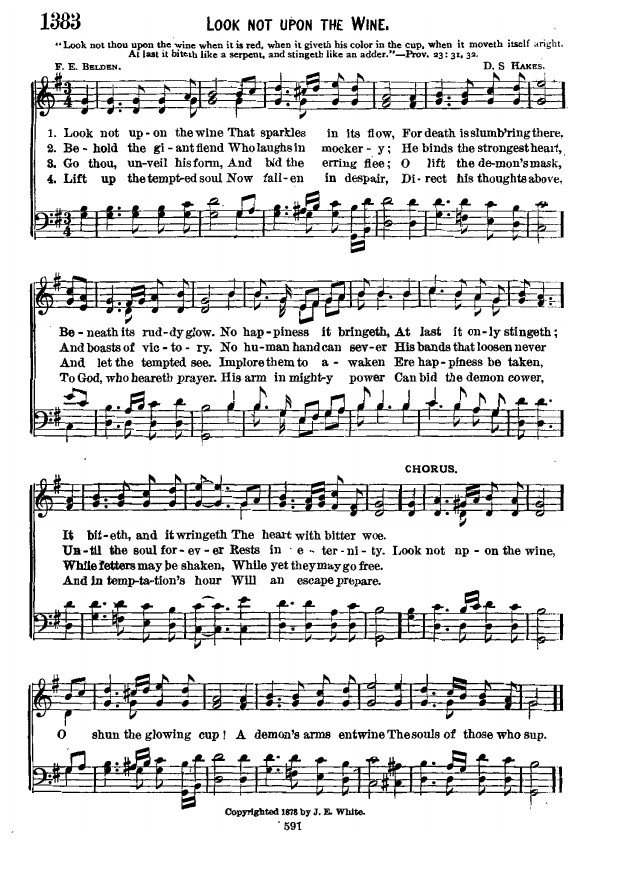 1383
LOOK NOT UPON THE WINE.
"Look not thou upon the wine when it is red, when it giveth his color in the cup, when it moveth itself aright.
At last it biteth like a serpent, and stingeth like an adder."—Prov. 23: 31, 32.
F. E. BELDEN.
D. S HAKES.
1. Look not up-on the wine That sparkles in its flow, For death is slumb'ring there,
2. Be-hold the gi-ant fiend Who laughs in mocker-y; He binds the strongest heart,
3. Go thou, un-veil his form, And bid the erring flee; O lift the de-mon's mask,
4. Lift up the tempt-ed soul Now fall-en in despair, Di-rect his thoughts above,
Be-neath its rud-dy glow. No hap-piness it bringeth, At last it on-ly stingeth;
And boasts of vic-to-ry. No hu-man hand can sev-er His bands that loosen never
And let the tempted see. Implore them to a-waken Ere hap-piness be taken,
To God, who heareth prayer. His arm in might-y power Can bid the demon cower,
CHORUS.
It bit-eth, and it wringeth The heart with bitter woe.
Un-til the soul for-ev-er Rests in e-ter-ni-ty. Look not np-on the wine,
While fetters may be shaken, While yet they may go free.
And in temp-ta-tion's hour Will an escape prepare.
O shun the glowing cup! A demon's arms entwine The souls of those who sup.
Copyrighted 1878 by J. E. White.
591